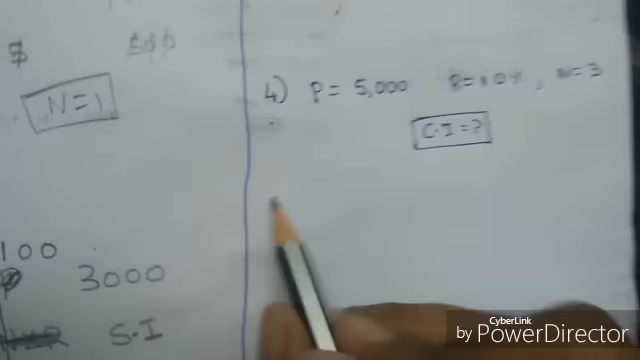 N=1
100
3000
S.I
4) P= 5,000 R=10%, N=3
C.I=?
CyberLink
by PowerDirector